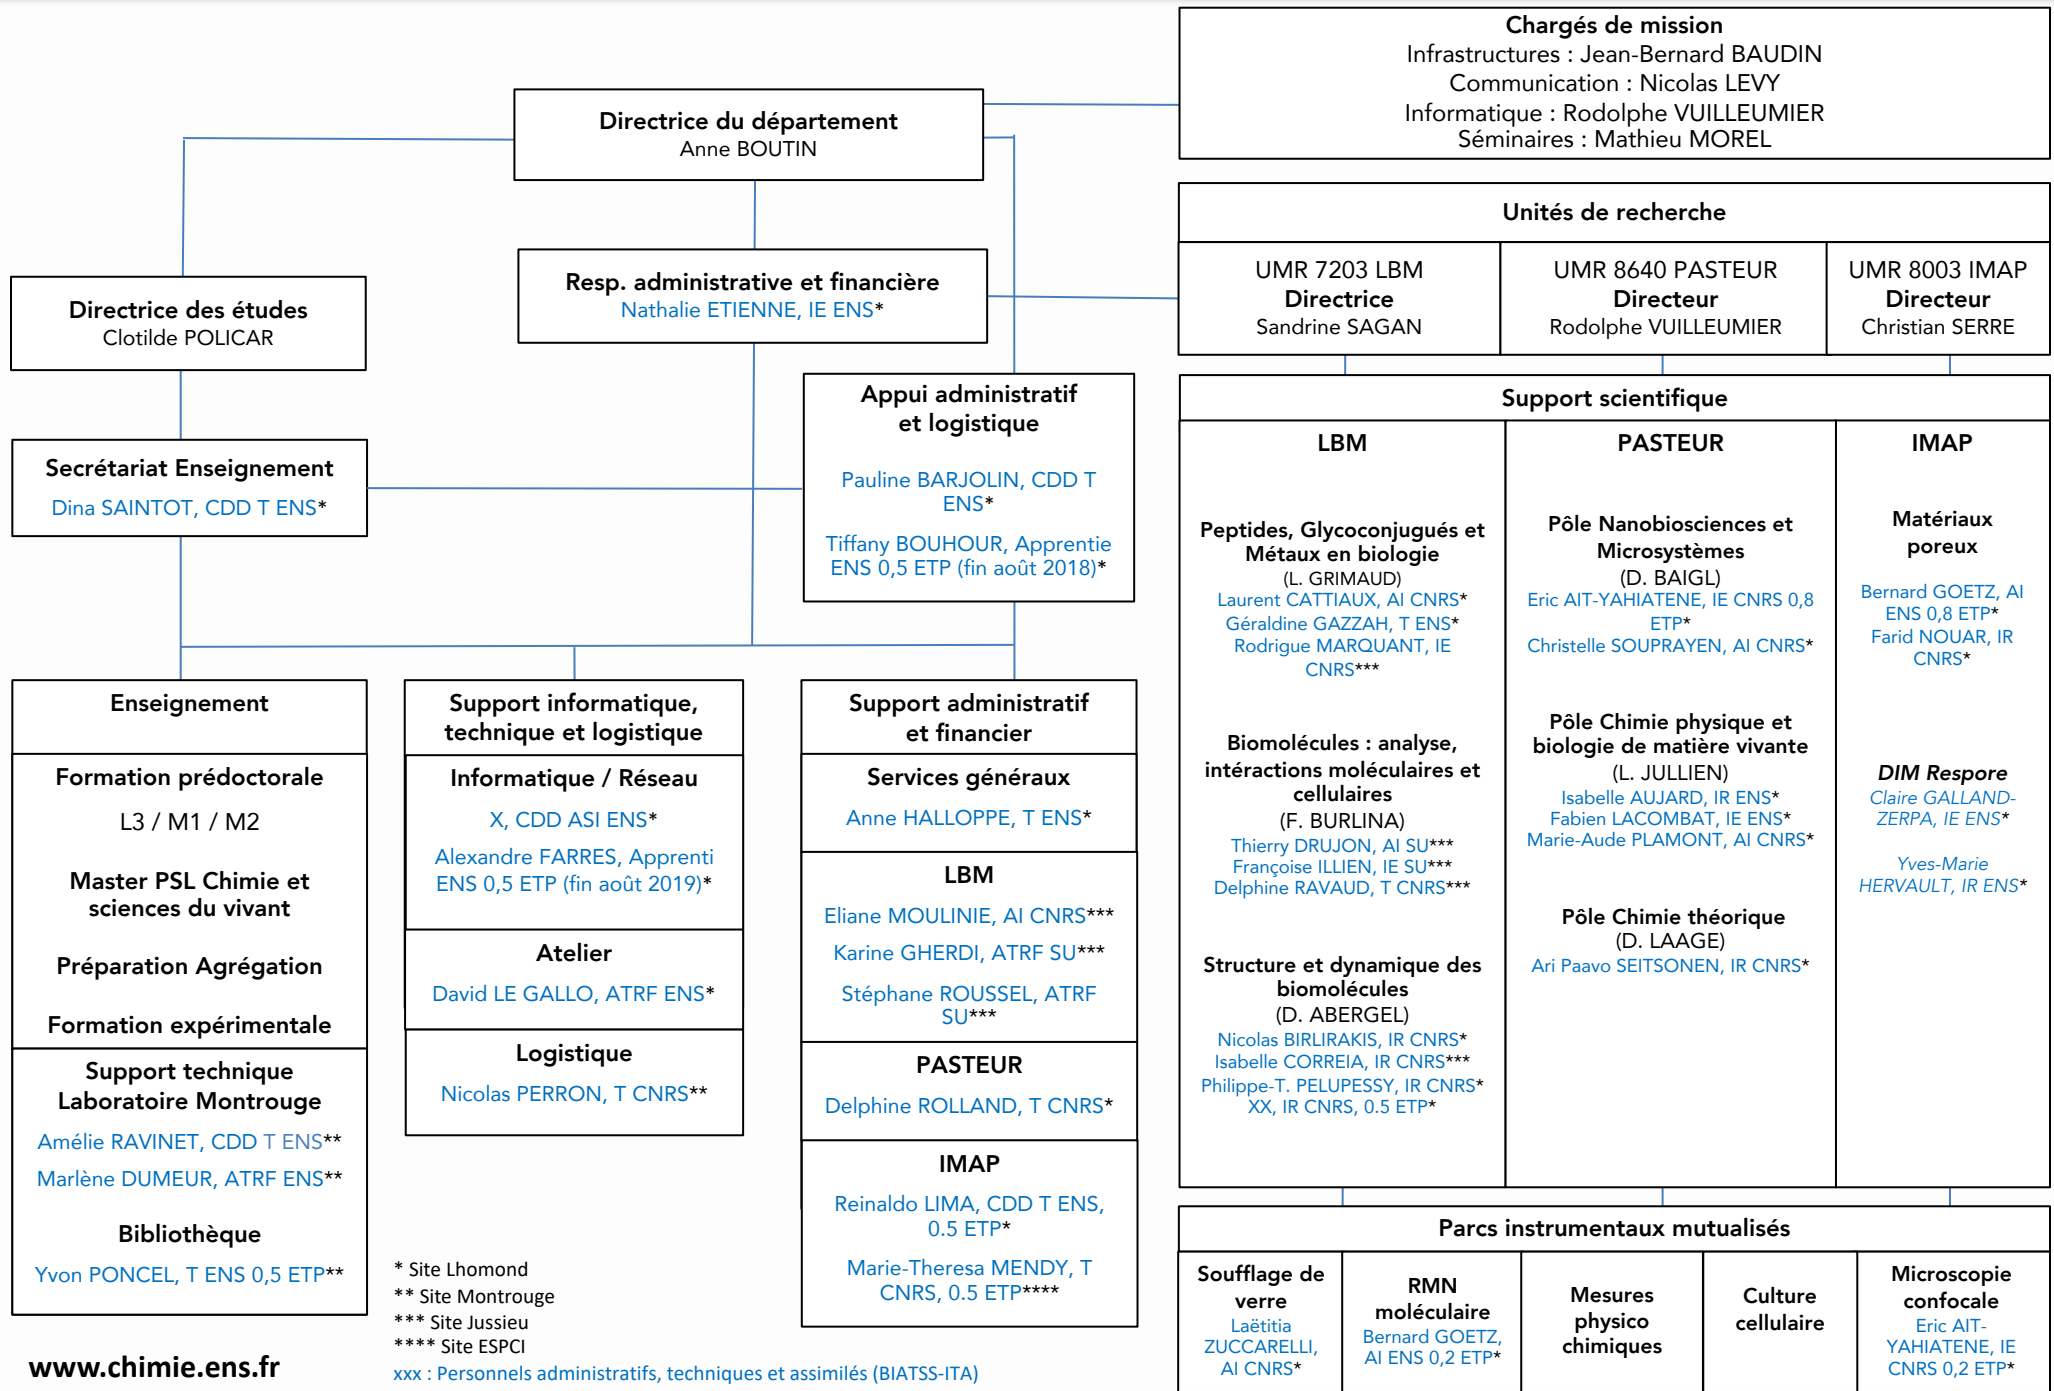 Chargés de mission
Infrastructures : Jean-Bernard BAUDIN
Communication : Nicolas LEVY
Informatique : Rodolphe VUILLEUMIER
Séminaires : Mathieu MOREL
Directrice du département
Anne BOUTIN
Unités de recherche
UMR 7203 LBM
Directrice
Sandrine SAGAN
UMR 8640 PASTEUR
Directeur
Rodolphe VUILLEUMIER
UMR 8003 IMAP
Directeur
Christian SERRE
Resp. administrative et financière
Nathalie ETIENNE, IE ENS*
Directrice des études
Clotilde POLICAR
Appui administratif
et logistique
Pauline BARJOLIN, CDD T
ENS*
Tiffany BOUHOUR, Apprentie
ENS 0,5 ETP (fin août 2018)*
Secrétariat Enseignement
Dina SAINTOT, CDD T ENS*
Support scientifique
LBM
Peptides, Glycoconjugués et
Métaux en biologie
(L. GRIMAUD)
Laurent CATTIAUX, AI CNRS*
Géraldine GAZZAH, T ENS*
Rodrigue MARQUANT, IE
CNRS***
Biomolécules : analyse,
intéractions moléculaires et
cellulaires
(F. BURLINA)
Thierry DRUJON, AI SU***
Françoise ILLIEN, IE SU***
Delphine RAVAUD, T CNRS***
Structure et dynamique des
biomolécules
(D. ABERGEL)
Nicolas BIRLIRAKIS, IR CNRS*
Isabelle CORREIA, IR CNRS***
Philippe-T. PELUPESSY, IR CNRS*
XX, IR CNRS, 0.5 ETP*
PASTEUR
Pôle Nanobiosciences et
Microsystèmes
(D. BAIGL)
Eric AIT-YAHIATENE, IE CNRS 0,8
ETP*
Christelle SOUPRAYEN, AI CNRS*
Pôle Chimie physique et
biologie de matière vivante
(L. JULLIEN)
Isabelle AUJARD, IR ENS*
Fabien LACOMBAT, IE ENS*
Marie-Aude PLAMONT, AI CNRS*
Pôle Chimie théorique
(D. LAAGE)
Ari Paavo SEITSONEN, IR CNRS*
IMAP
Matériaux
poreux
Bernard GOETZ, AI
ENS 0,8 ETP*
Farid NOUAR, IR
CNRS*
DIM Respore
Claire GALLAND-
ZERPA, IE ENS*
Yves-Marie
HERVAULT, IR ENS*
Enseignement
Formation prédoctorale
L3 / M1 / M2
Master PSL Chimie et
sciences du vivant
Préparation Agrégation
Formation expérimentale
Support technique
Laboratoire Montrouge
Amélie RAVINET, CDD T ENS**
Marlène DUMEUR, ATRF ENS**
Bibliothèque
Yvon PONCEL, T ENS 0,5 ETP**
Support informatique,
technique et logistique
Informatique / Réseau
X, CDD ASI ENS*
Alexandre FARRES, Apprenti
ENS 0,5 ETP (fin août 2019)*
Atelier
David LE GALLO, ATRF ENS*
Logistique
Nicolas PERRON, T CNRS**
Support administratif
et financier
Services généraux
Anne HALLOPPE, T ENS*
LBM
Eliane MOULINIE, AI CNRS***
Karine GHERDI, ATRF SU***
Stéphane ROUSSEL, ATRF
SU***
PASTEUR
Delphine ROLLAND, T CNRS*
IMAP
Reinaldo LIMA, CDD T ENS,
0.5 ETP*
Marie-Theresa MENDY, T
CNRS, 0.5 ETP****
Parcs instrumentaux mutualisés
Soufflage de
verre
Laëtitia
ZUCCARELLI,
AI CNRS*
RMN
moléculaire
Bernard GOETZ,
AI ENS 0,2 ETP*
Mesures
physico
chimiques
Culture
cellulaire
Microscopie
confocale
Eric AIT-
YAHIATENE, IE
CNRS 0,2 ETP*
* Site Lhomond
** Site Montrouge
*** Site Jussieu
**** Site ESPCI
xxx : Personnels administratifs, techniques et assimilés (BIATSS-ITA)
www.chimie.ens.fr